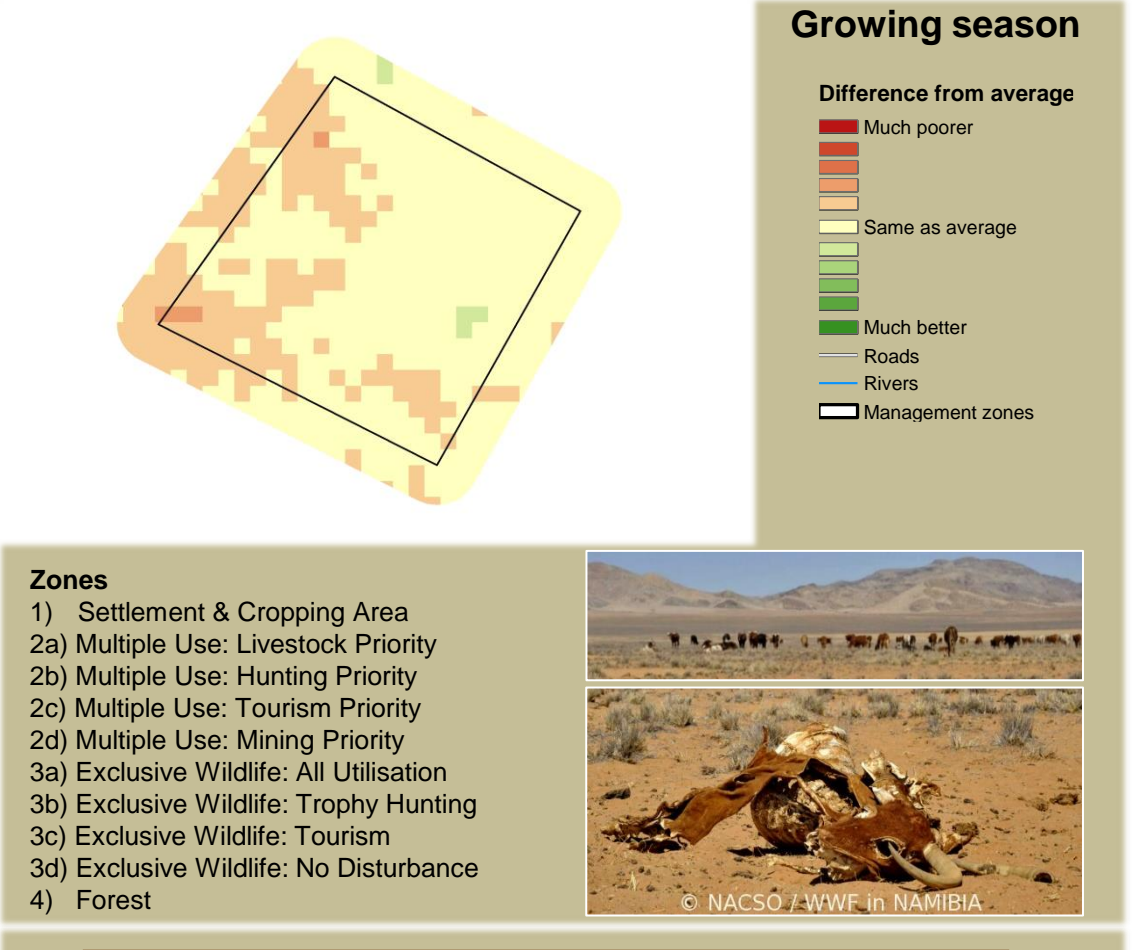 Growing season
Difference from average
Much poorer
Same as average
Much better
Roads
Rivers
Management zones
Zones
1) Settlement & Cropping Area
2a) Multiple Use: Livestock Priority
2b) Multiple Use: Hunting Priority
2c) Multiple Use: Tourism Priority
2d) Multiple Use: Mining Priority
3a) Exclusive Wildlife: All Utilisation
3b) Exclusive Wildlife: Trophy Hunting
3c) Exclusive Wildlife: Tourism
3d) Exclusive Wildlife: No Disturbance
4) Forest
© NACSO / WWF in NAMIBIA